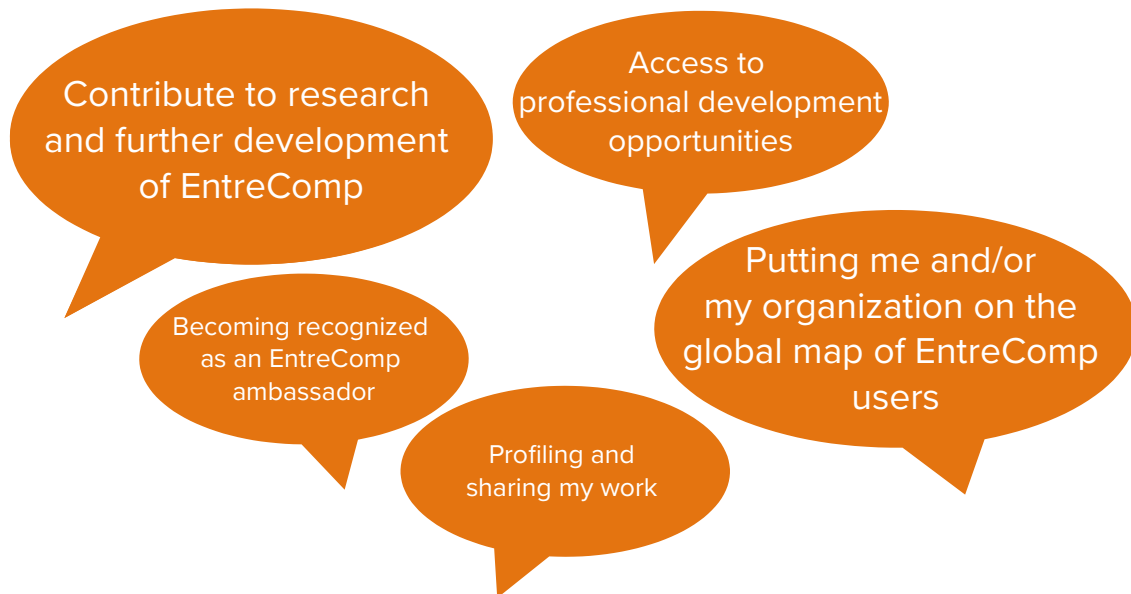 Contribute to research
and further development
of EntreComp
Access to
professional development
opportunities
Putting me and/or
my organization on the
global map of EntreComp
users
Becoming recognized
as an EntreComp
ambassador
Profiling and
sharing my work